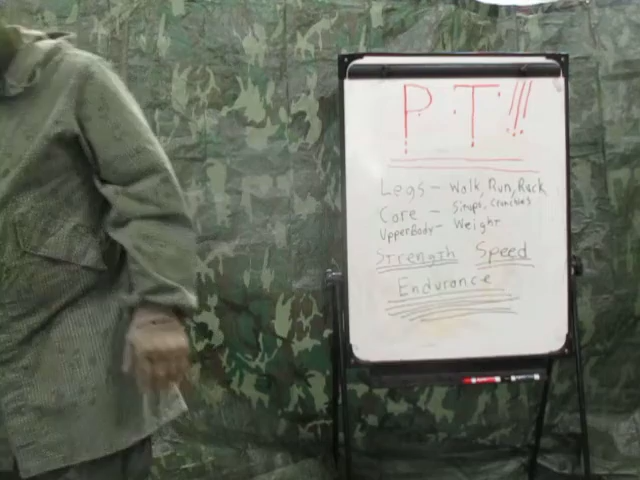 P.T.!!!
Legs - Walk, Run, Ruck
Core - Situps, Crunches
UpperBody - Weight
Strength Speed
Endurance